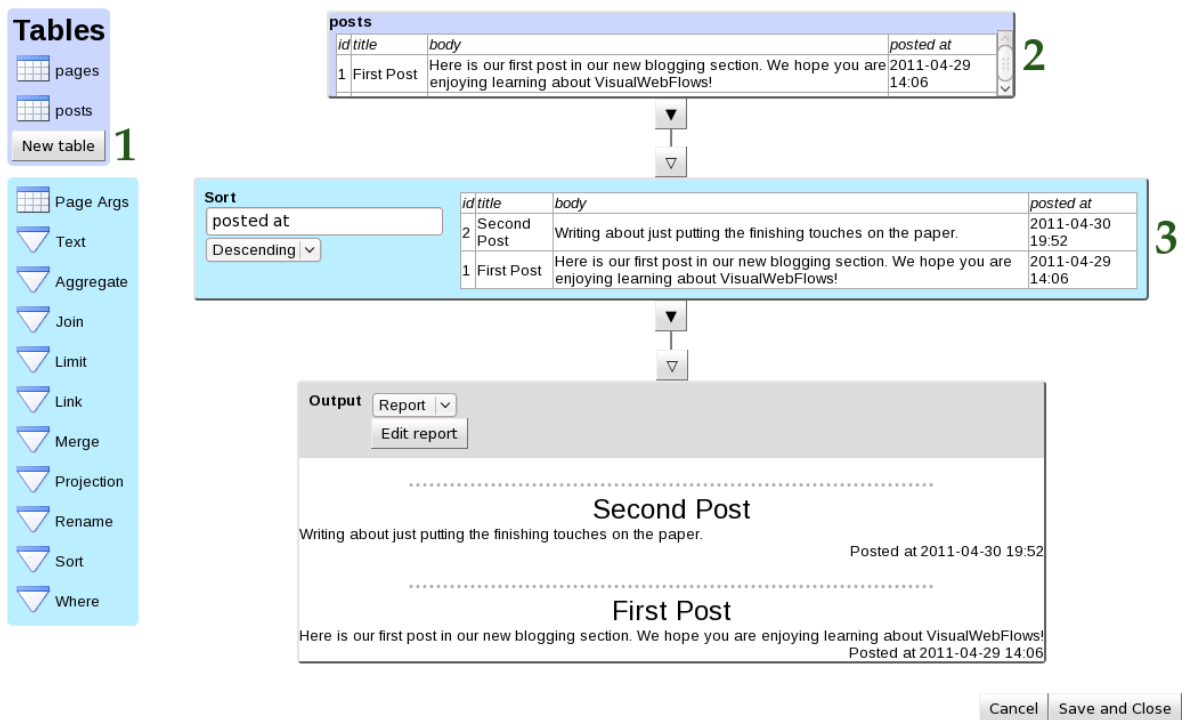 Tables
pages
posts
New table
1
Page Args
Text
Aggregate
Join
Limit
Link
Merge
Projection
Rename
Sort
Where
posts
id title body posted at
1 First Post Here is our first post in our new blogging section. We hope you are 2011-04-29
enjoying learning about VisualWebFlows! 14:06
2
Sort
posted at
Descending
id title body posted at
2 Second Post Writing about just putting the finishing touches on the paper. 2011-04-30
19:52
1 First Post Here is our first post in our new blogging section. We hope you are 2011-04-29
enjoying learning about VisualWebFlows! 14:06
3
Output Report
Edit report
Second Post
Writing about just putting the finishing touches on the paper.
Posted at 2011-04-30 19:52
First Post
Here is our first post in our new blogging section. We hope you are enjoying learning about VisualWebFlows!
Posted at 2011-04-29 14:06
Cancel Save and Close